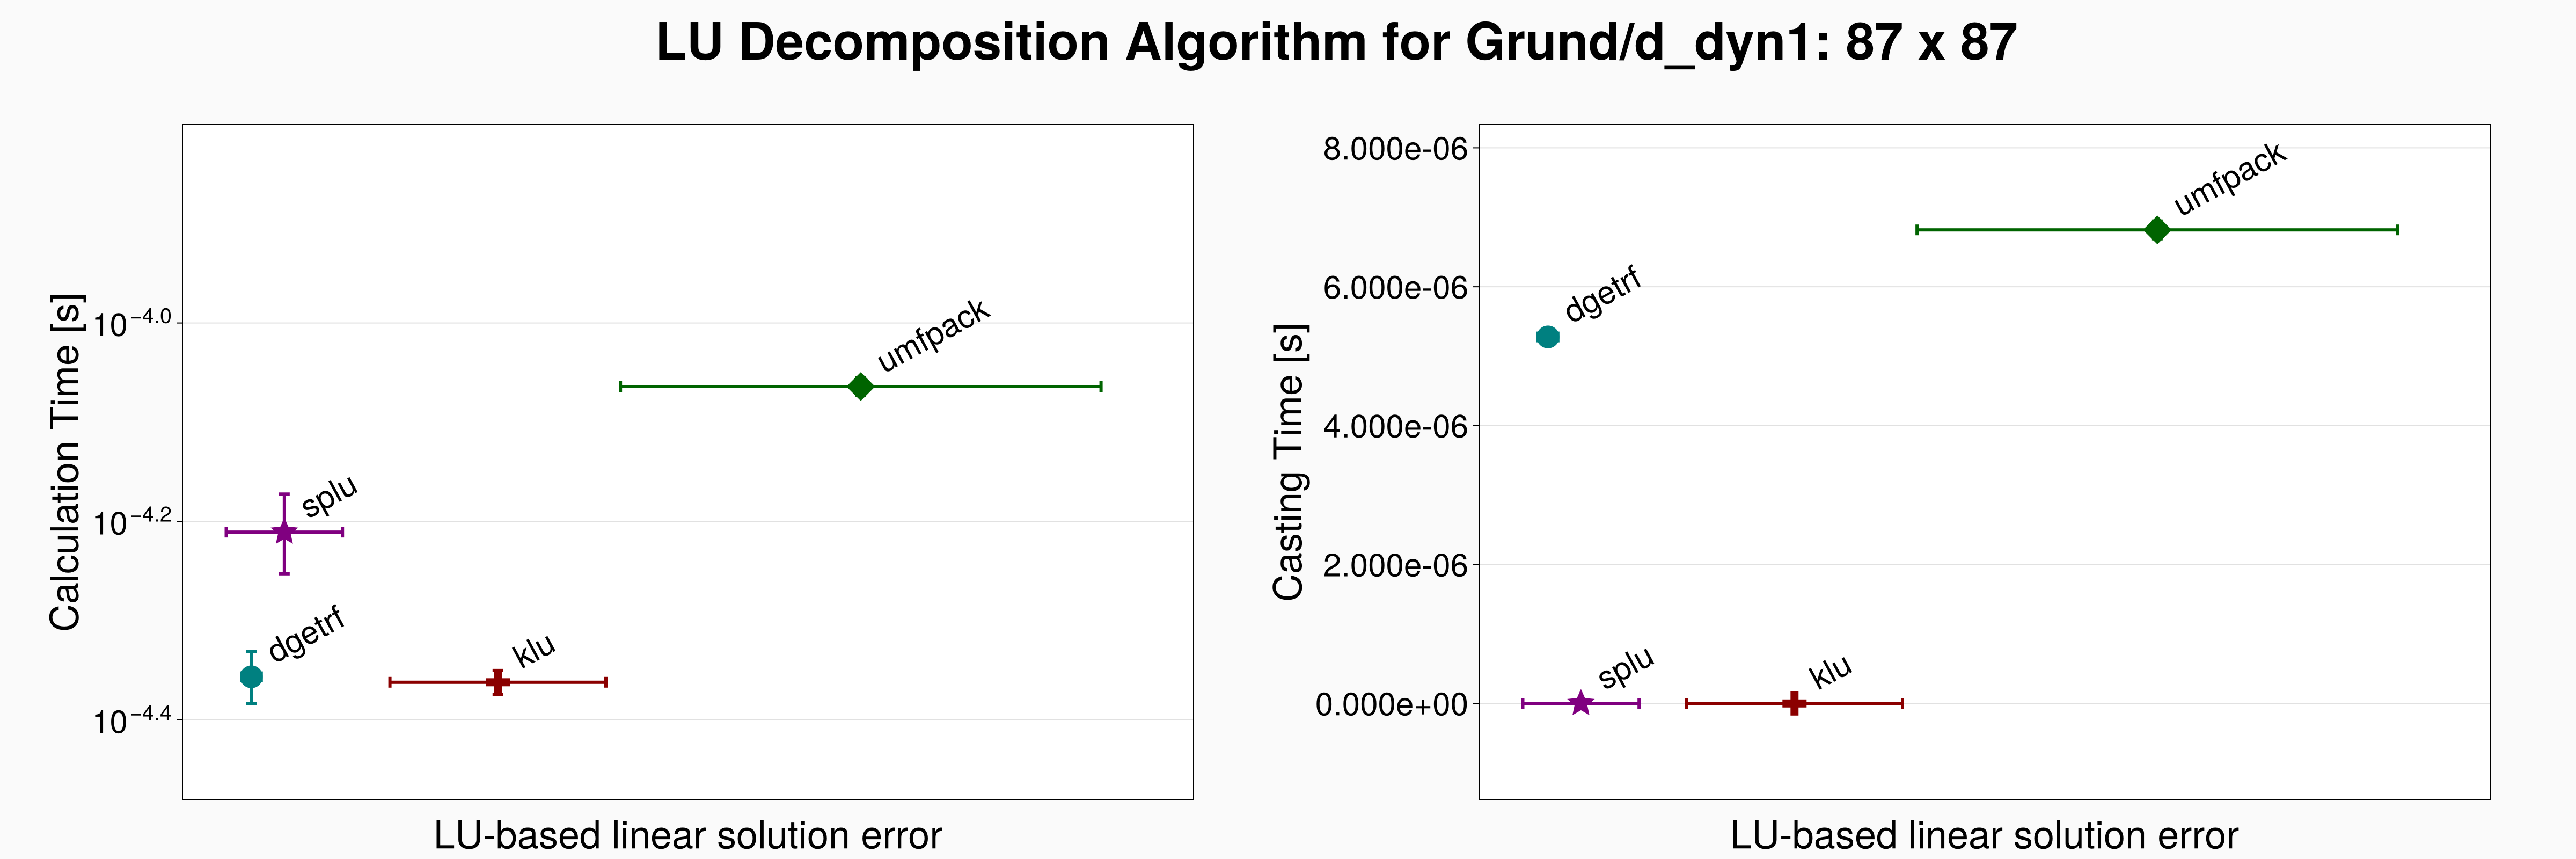 LU Decomposition Algorithm for Grund/d_dyn1: 87 x 87
Calculation Time [s]
10⁻⁴·⁰
10⁻⁴·²
10⁻⁴·⁴
umfpack
splu
dgetrf
klu
LU-based linear solution error
Casting Time [s]
8.000e-06
6.000e-06
4.000e-06
2.000e-06
0.000e+00
umfpack
dgetrf
splu
klu
LU-based linear solution error